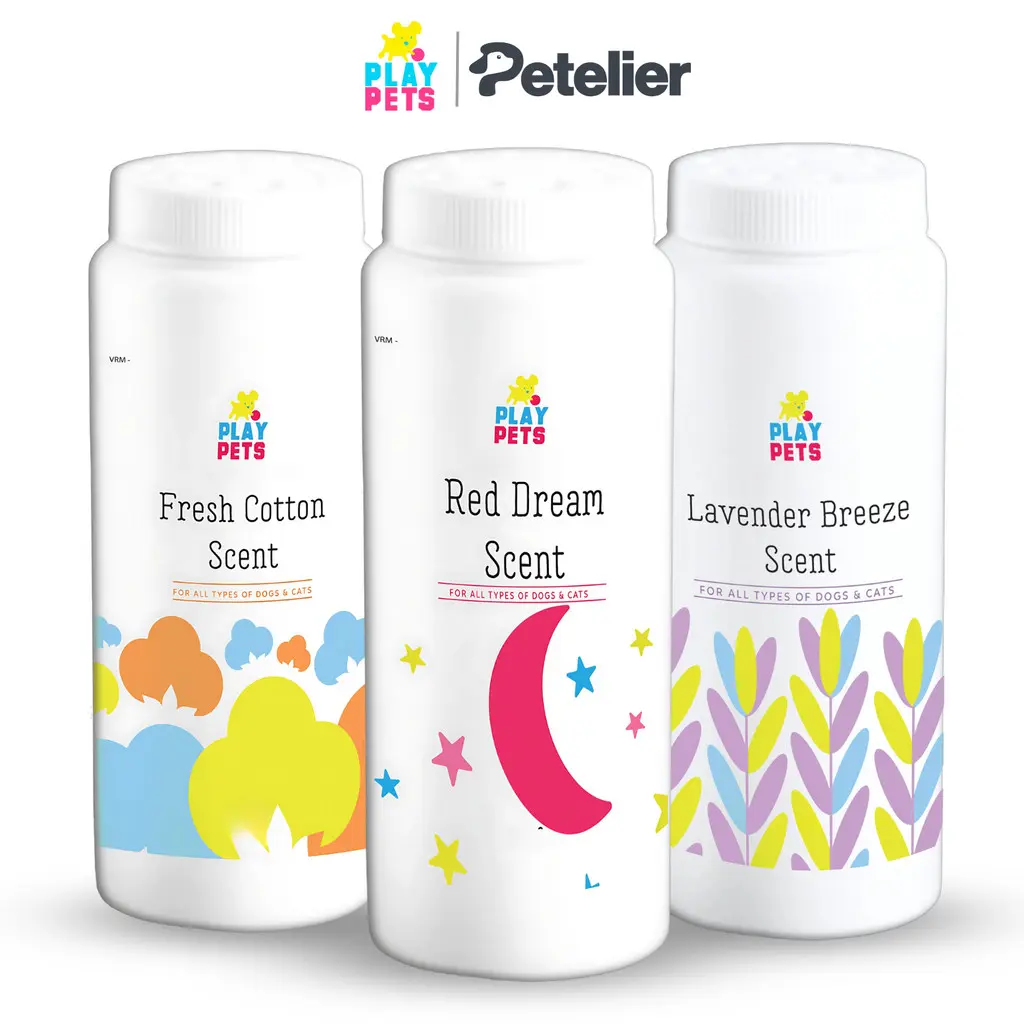 PLAY
PETS
Petelier
VRM -
PLAY
PETS
Fresh Cotton
Scent
FOR ALL TYPES OF DOGS & CATS
VRM -
PLAY
PETS
Red Dream
Scent
FOR ALL TYPES OF DOGS & CATS
PLAY
PETS
Lavender Breeze
Scent
FOR ALL TYPES OF DOGS & CATS